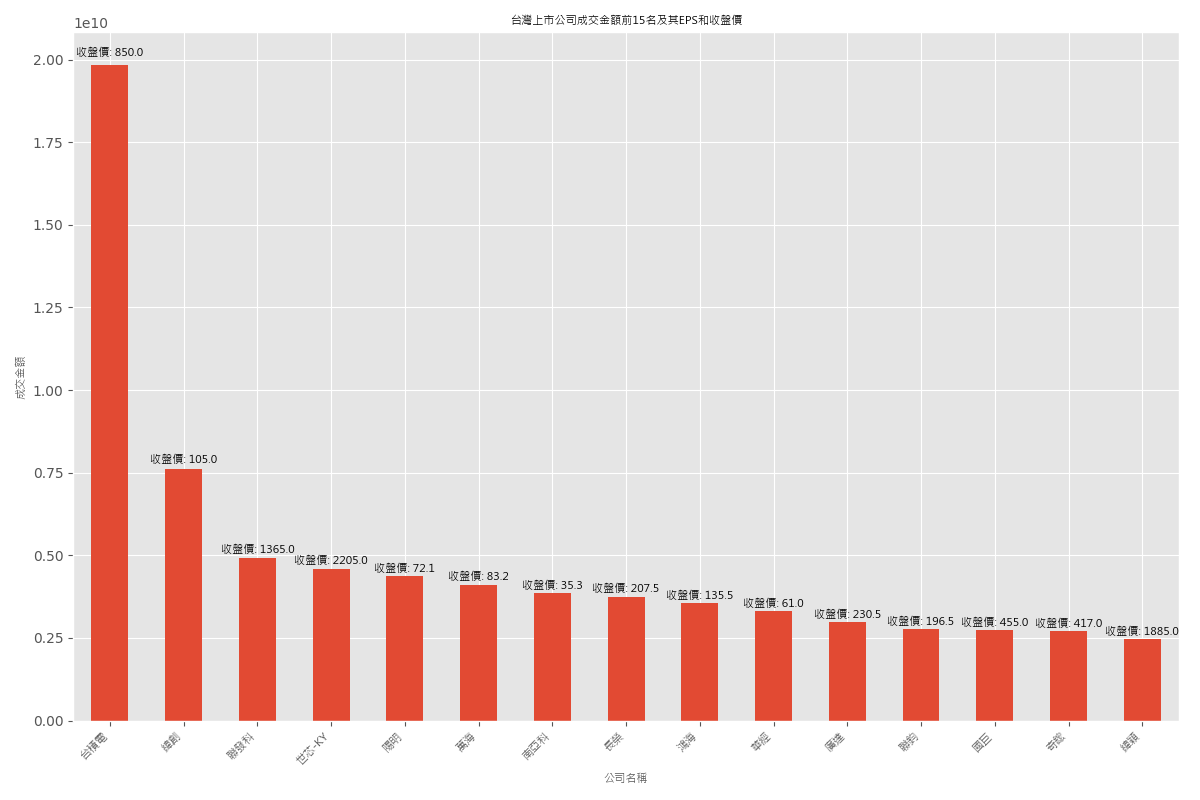 台灣上市公司成交金額前15名及其EPS和收盤價
1e10
2.00
1.75
1.50
1.25
1.00
0.75
0.50
0.25
0.00
成交金額
收盤價: 850.0
收盤價: 105.0
收盤價: 1365.0
收盤價: 2205.0
收盤價: 72.1
收盤價: 83.2
收盤價: 35.3
收盤價: 207.5
收盤價: 135.5
收盤價: 61.0
收盤價: 230.5
收盤價: 196.5
收盤價: 455.0
收盤價: 417.0
收盤價: 1885.0
台積電
緯創
聯發科
世芯-KY
陽明
萬海
南亞科
長榮
鴻海
華經
廣達
聯鈞
國巨
奇鋐
緯穎
公司名稱